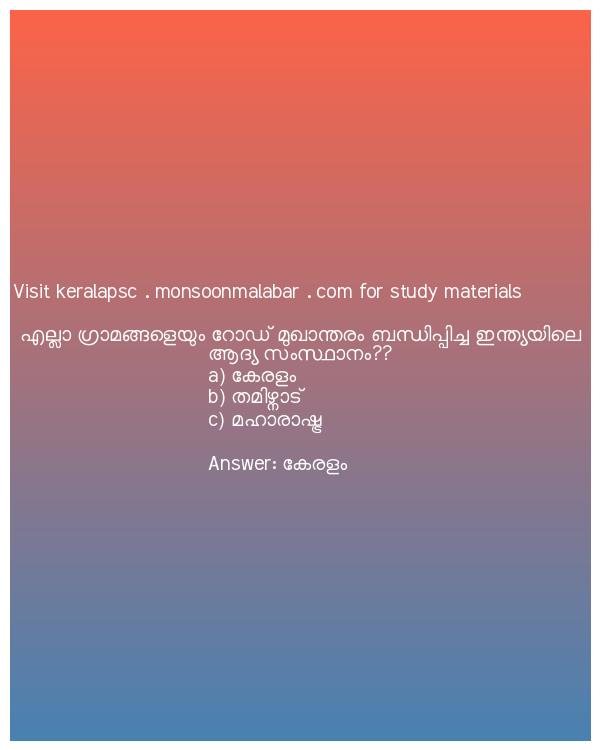 Visit keralapsc . monsoonmalabar . com for study materials
എല്ലാ ഗ്രാമങ്ങളെയും റോഡ് മുഖാന്തരം ബന്ധിപ്പിച്ച ഇന്ത്യയിലെ
ആദ്യ സംസ്ഥാനം??
a) കേരളം
b) തമിഴ്നാട്
c) മഹാരാഷ്ട്ര
Answer: കേരളം